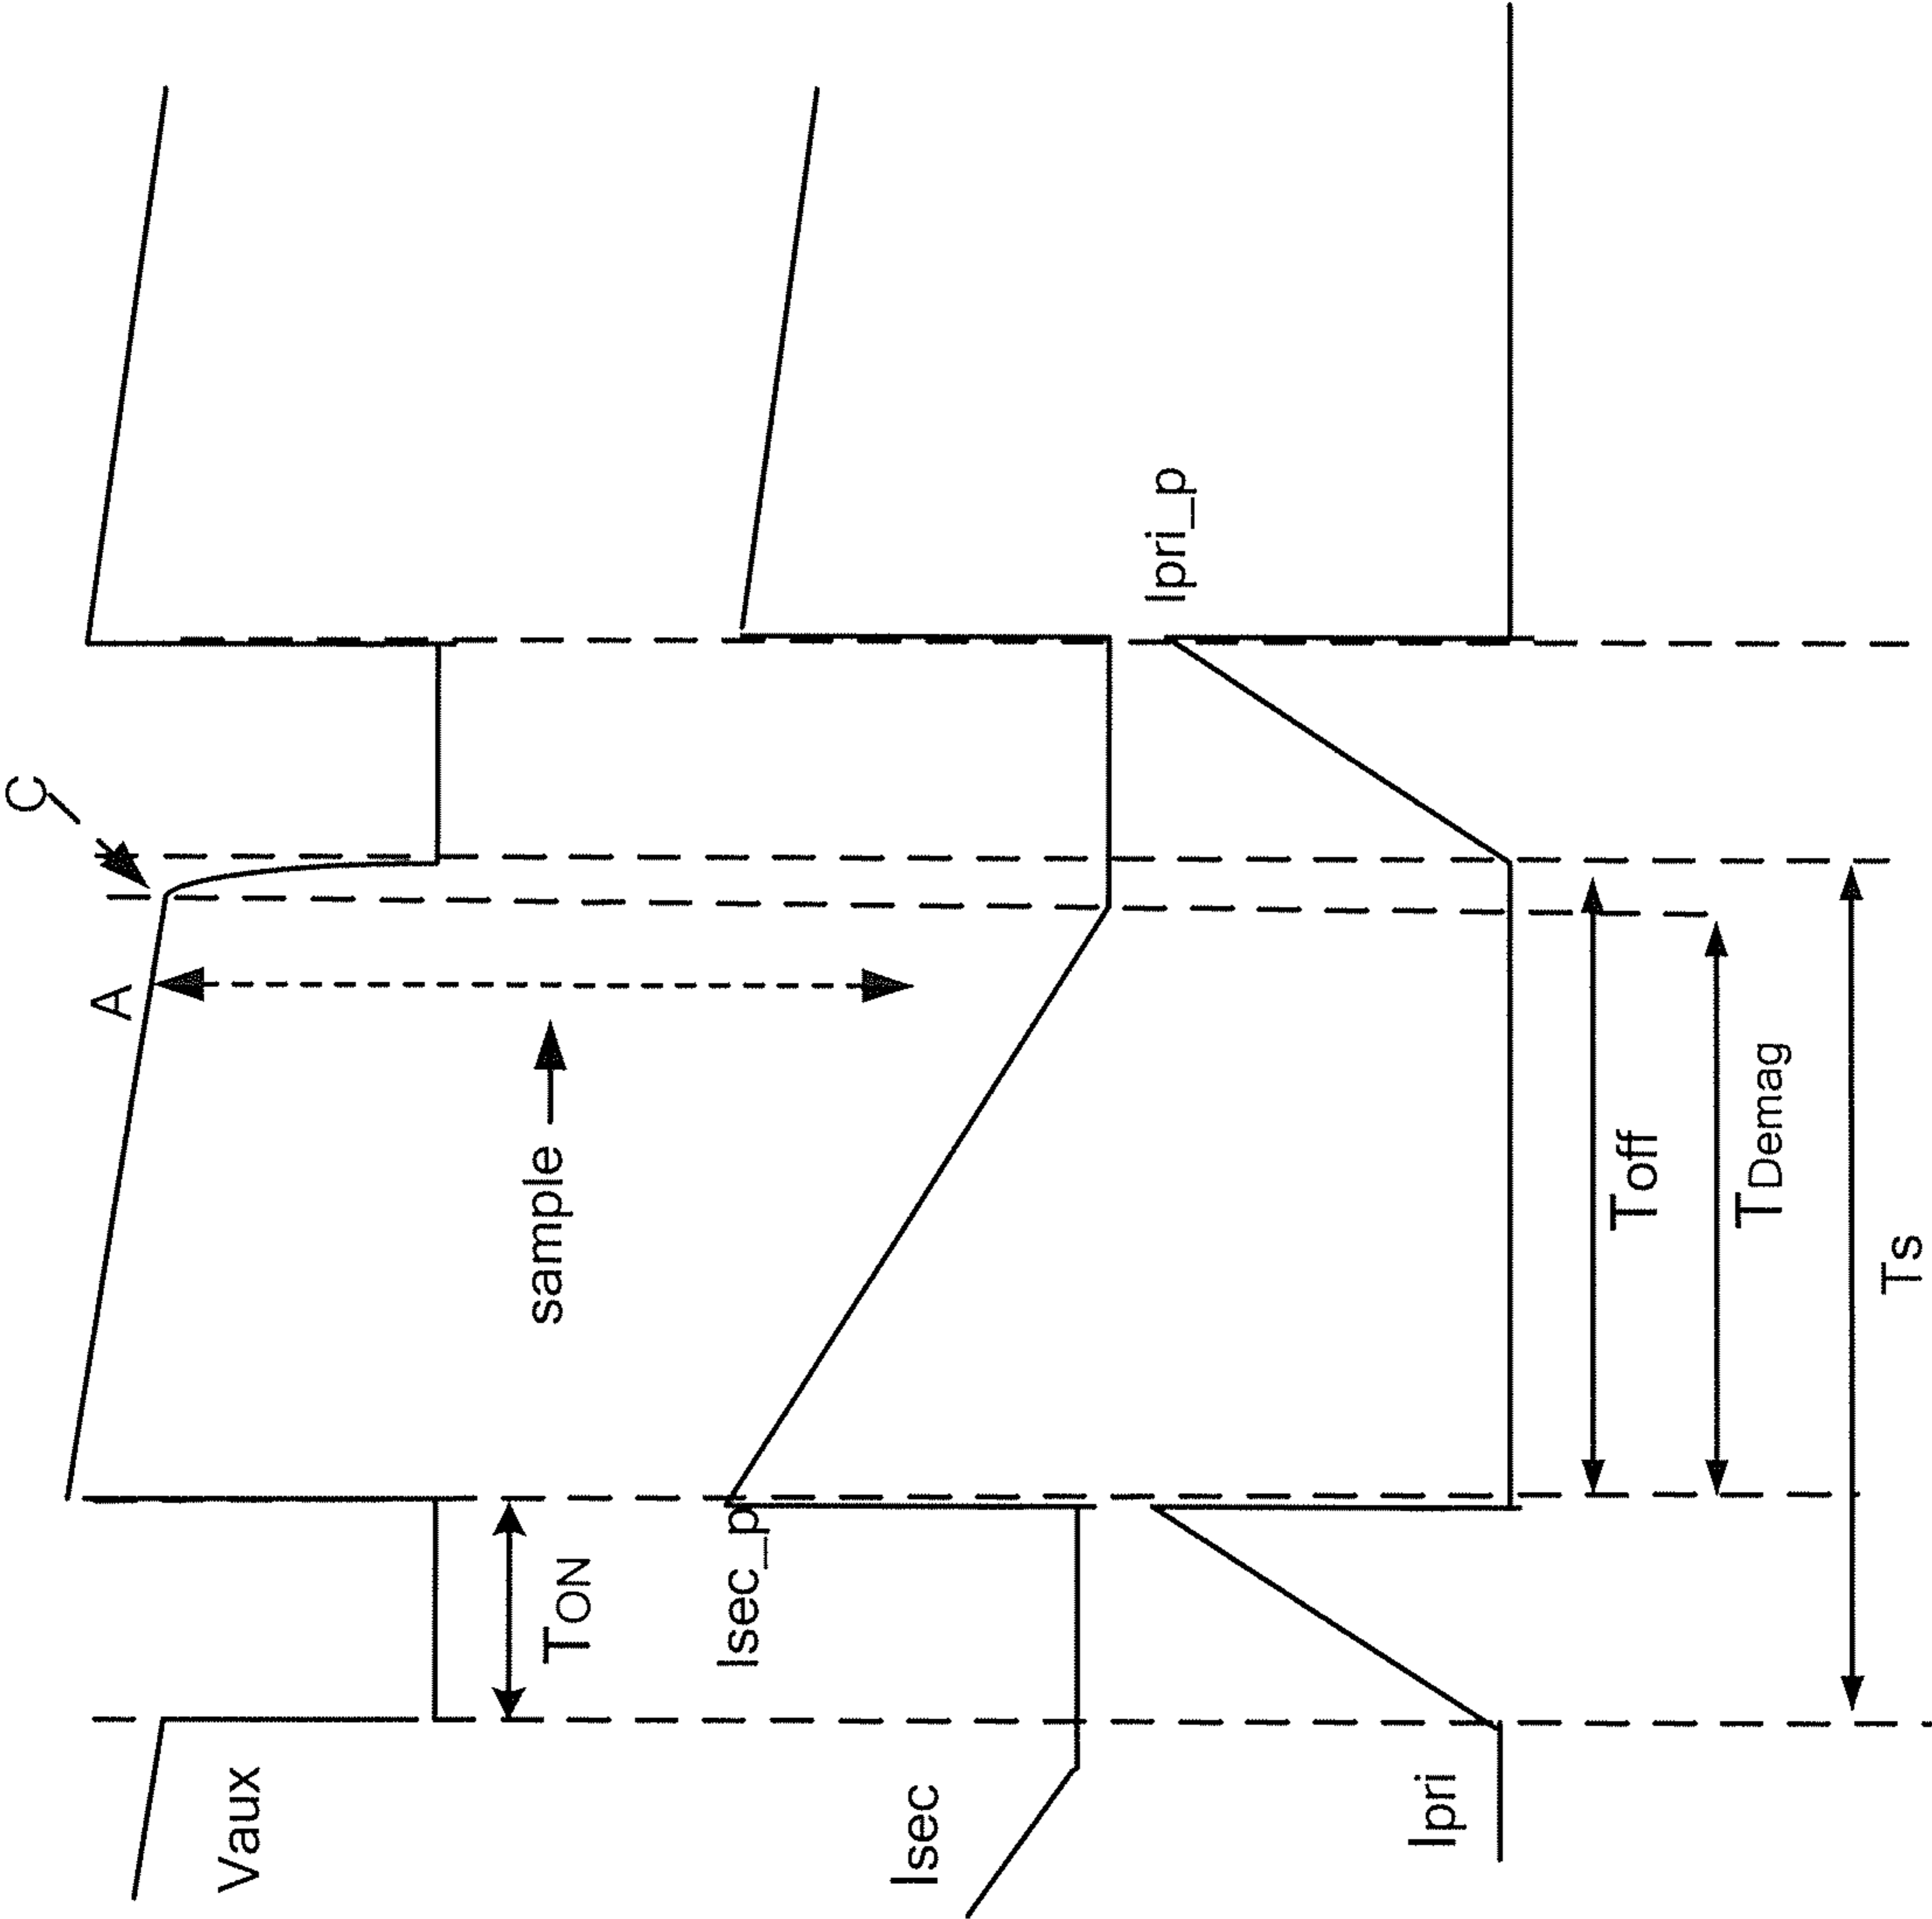 C
A
Vaux
sample
TON
Isec_p
Isec
Ipri_p
Ipri
Toff
TDemag
Ts